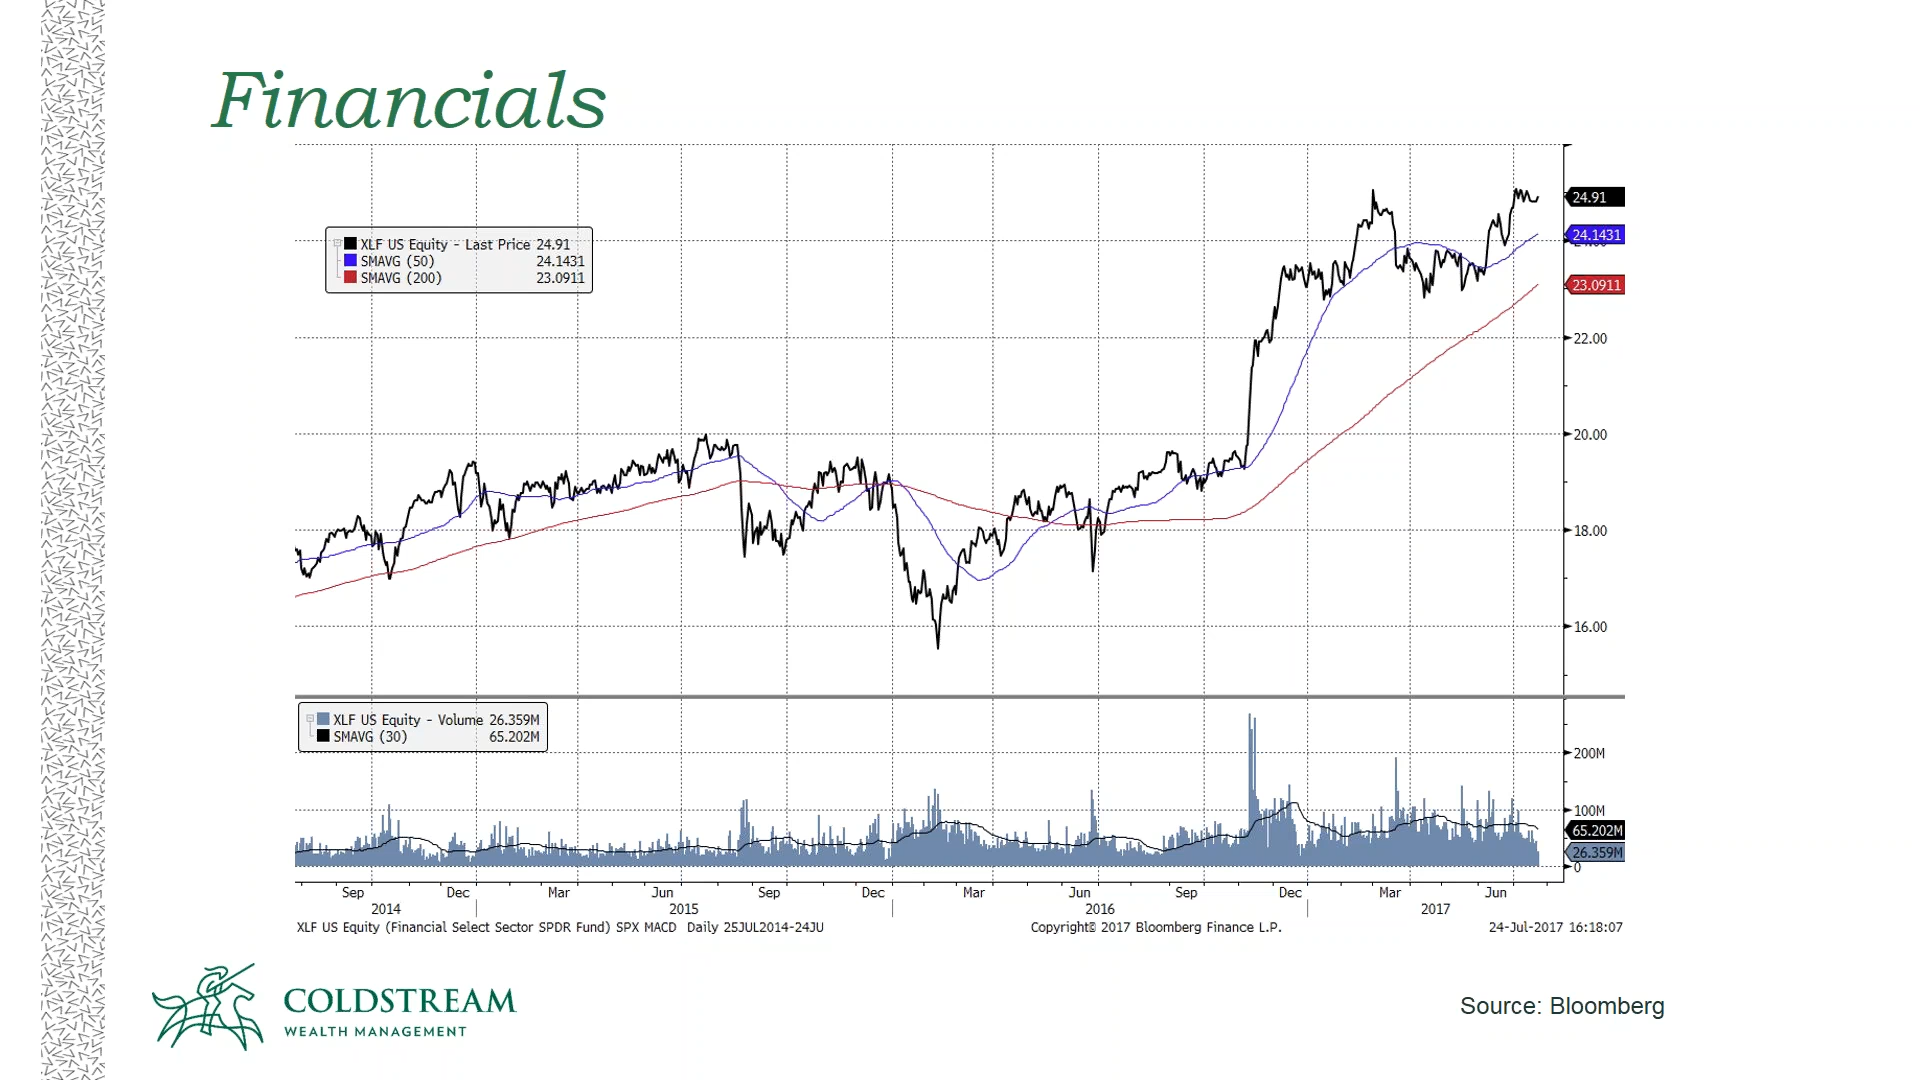 Financials
XLF US Equity - Last Price 24.91
SMAVG (50) 24.1431
SMAVG (200) 23.0911
24.91
24.1431
23.0911
22.00
20.00
18.00
16.00
XLF US Equity - Volume 26.359M
SMAVG (30) 65.202M
200M
100M
65.202M
26.359M
0
Sep Dec Mar Jun Sep Dec Mar Jun Sep Dec Mar Jun
2014 2015 2016 2017
XLF US Equity (Financial Select Sector SPDR Fund) SPX MACD Daily 25JUL2014-24JU Copyright© 2017 Bloomberg Finance L.P. 24-Jul-2017 16:18:07
COLDSTREAM
WEALTH MANAGEMENT
Source: Bloomberg